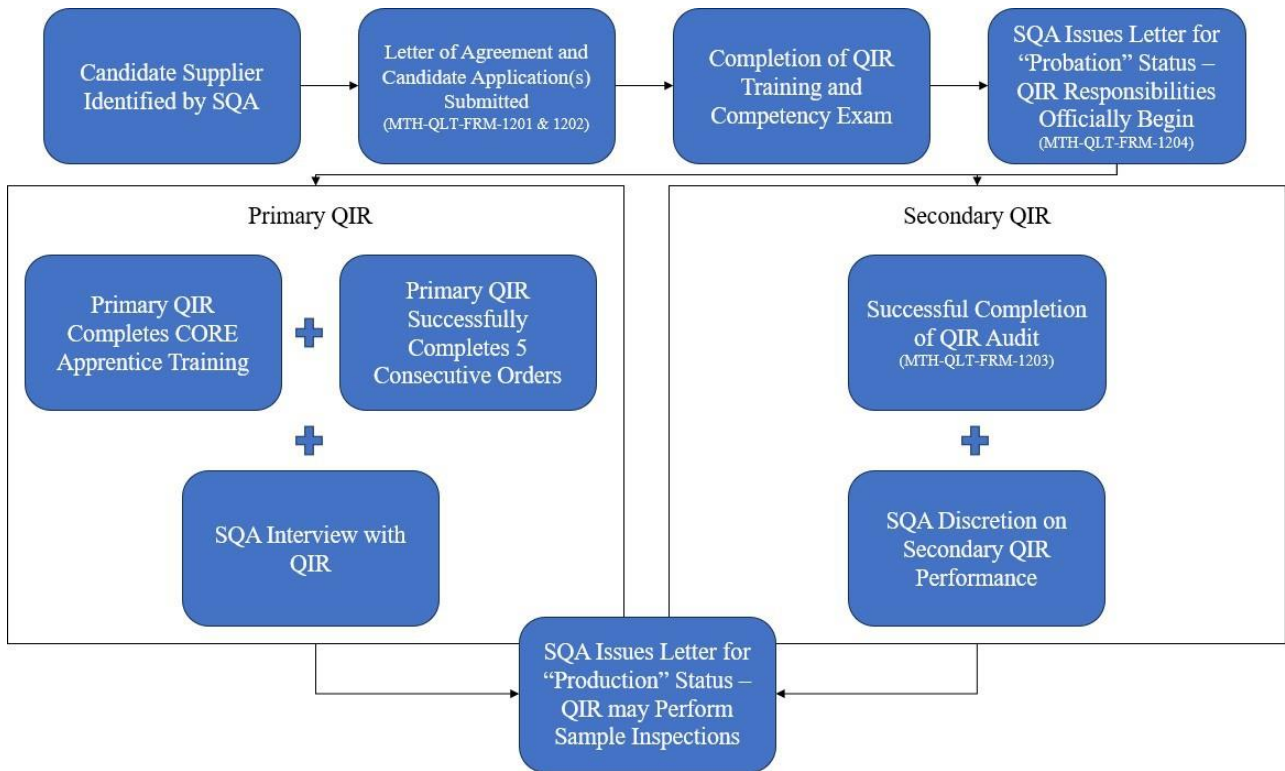 Candidate Supplier
Identified by SQA
Letter of Agreement and
Candidate Application(s)
Submitted
(MTH-QLT-FRM-1201 & 1202)
Completion of QIR
Training and
Competency Exam
SQA Issues Letter for
“Probation” Status –
QIR Responsibilities
Officially Begin
(MTH-QLT-FRM-1204)
Primary QIR
Primary QIR
Completes CORE
Apprentice Training
Primary QIR
Successfully
Completes 5
Consecutive Orders
SQA Interview with
QIR
Secondary QIR
Successful Completion
of QIR Audit
(MTH-QLT-FRM-1203)
SQA Discretion on
Secondary QIR
Performance
SQA Issues Letter for
“Production” Status –
QIR may Perform
Sample Inspections